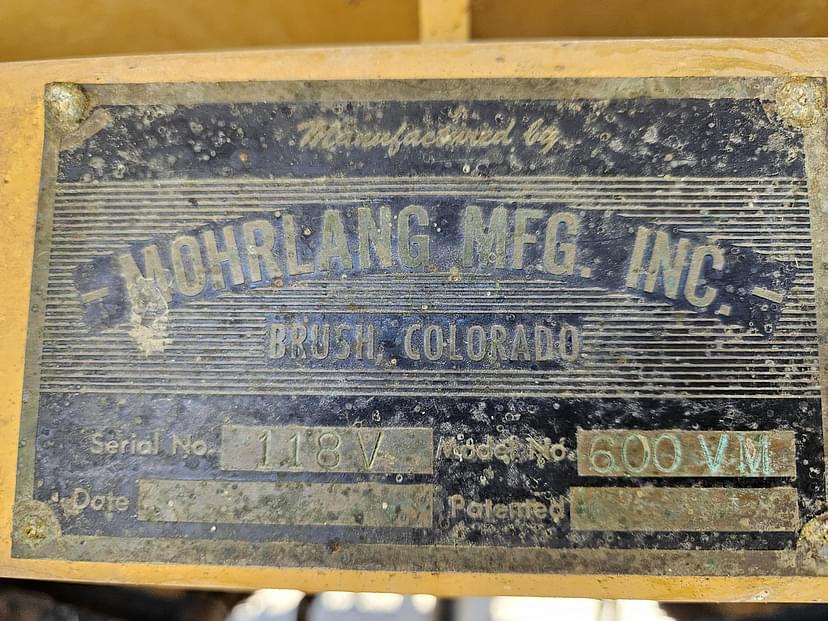 Manufactured by
- MOHRLANG MFG. INC. -
BRUSH, COLORADO
Serial No. 118 V Model No. 600 VM
Date Patented